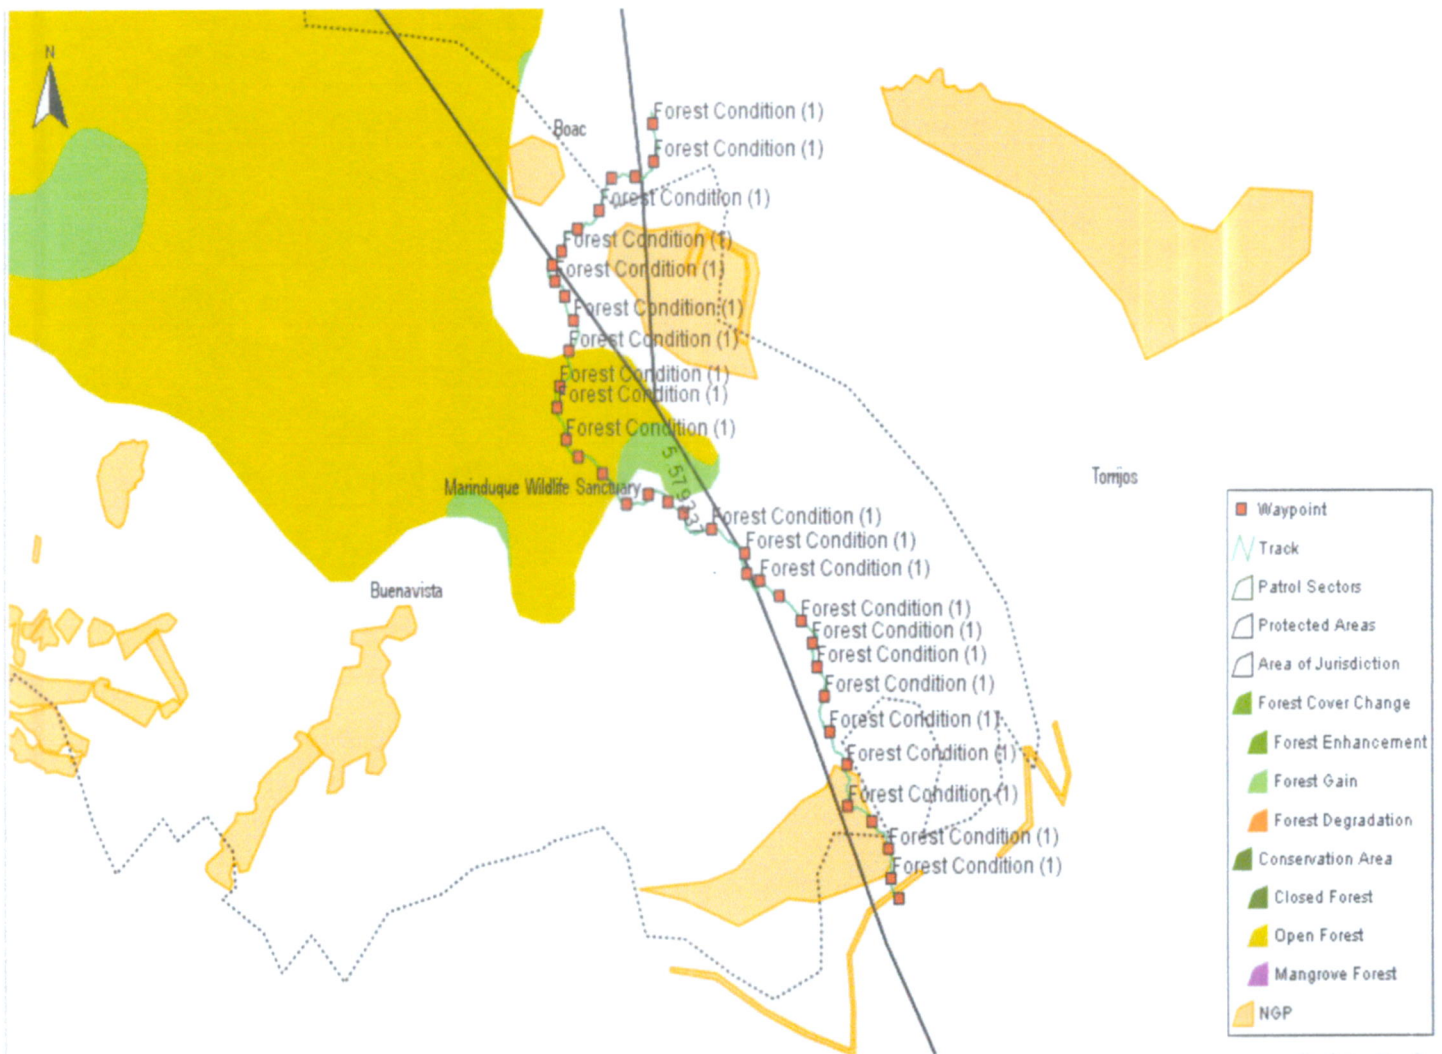 N
Forest Condition (1)
Boac
Forest Condition (1)
Forest Condition (1)
Forest Condition (1)
Forest Condition (1)
Forest Condition (1)
Forest Condition (1)
Forest Condition (1)
Forest Condition (1)
Forest Condition (1)
Marinduque Wildlife Sanctuary
Torrijos
Forest Condition (1)
Forest Condition (1)
Forest Condition (1)
Buenavista
Forest Condition (1)
Forest Condition (1)
Forest Condition (1)
Forest Condition (1)
Forest Condition (1)
Forest Condition (1)
Forest Condition (1)
Forest Condition (1)
Forest Condition (1)
Waypoint
Track
Patrol Sectors
Protected Areas
Area of Jurisdiction
Forest Cover Change
Forest Enhancement
Forest Gain
Forest Degradation
Conservation Area
Closed Forest
Open Forest
Mangrove Forest
NGP